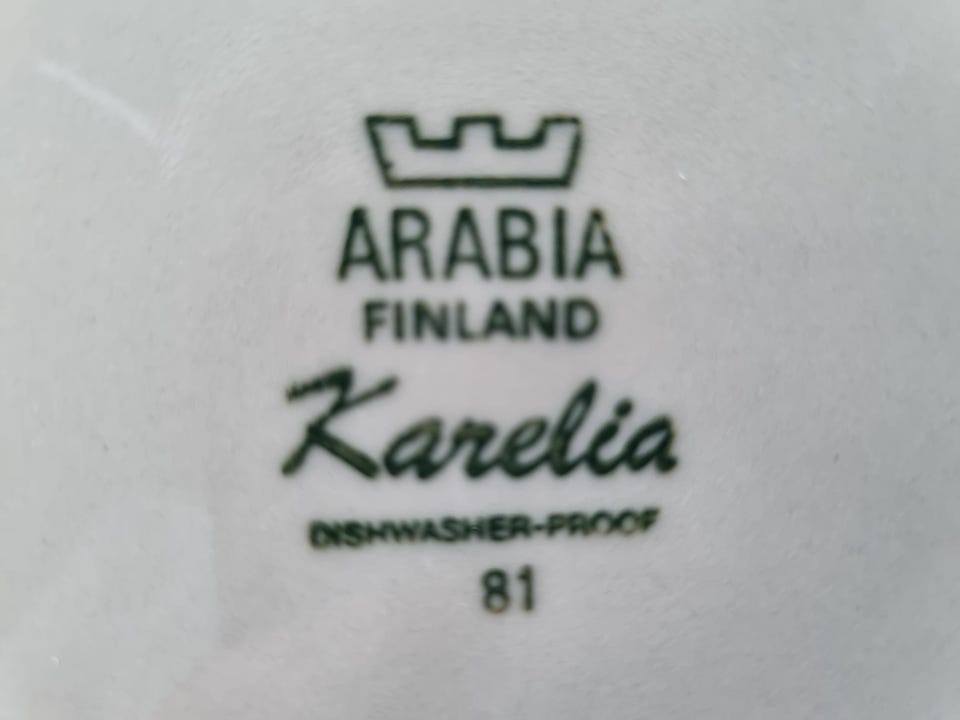 ARABIA
FINLAND
Karelia
DISHWASHER-PROOF
81